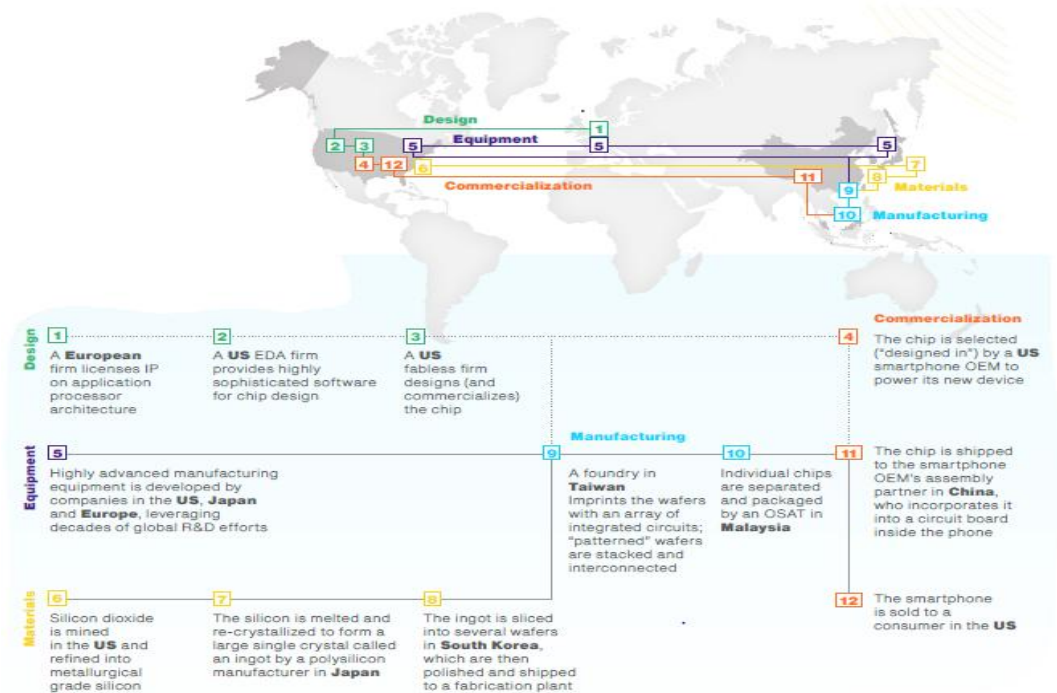 Design
1
Equipment
2
3
5
5
5
4
12
6
11
7
8
Commercialization
9
Materials
10
Manufacturing
Design
1
A European
firm licenses IP
on application
processor
architecture
2
A US EDA firm
provides highly
sophisticated software
for chip design
3
A US
fabless firm
designs (and
commercializes)
the chip
Commercialization
4
The chip is selected
("designed in") by a US
smartphone OEM to
power its new device
Equipment
5
Highly advanced manufacturing
equipment is developed by
companies in the US, Japan
and Europe, leveraging
decades of global R&D efforts
Manufacturing
9
A foundry in
Taiwan
Imprints the wafers
with an array of
integrated circuits;
"patterned" wafers
are stacked and
interconnected
10
Individual chips
are separated
and packaged
by an OSAT in
Malaysia
11
The chip is shipped
to the smartphone
OEM's assembly
partner in China,
who incorporates it
into a circuit board
inside the phone
Materials
6
Silicon dioxide
is mined
in the US and
refined into
metallurgical
grade silicon
7
The silicon is melted and
re-crystallized to form a
large single crystal called
an ingot by a polysilicon
manufacturer in Japan
8
The ingot is sliced
into several wafers
in South Korea,
which are then
polished and shipped
to a fabrication plant
12
The smartphone
is sold to a
consumer in the US